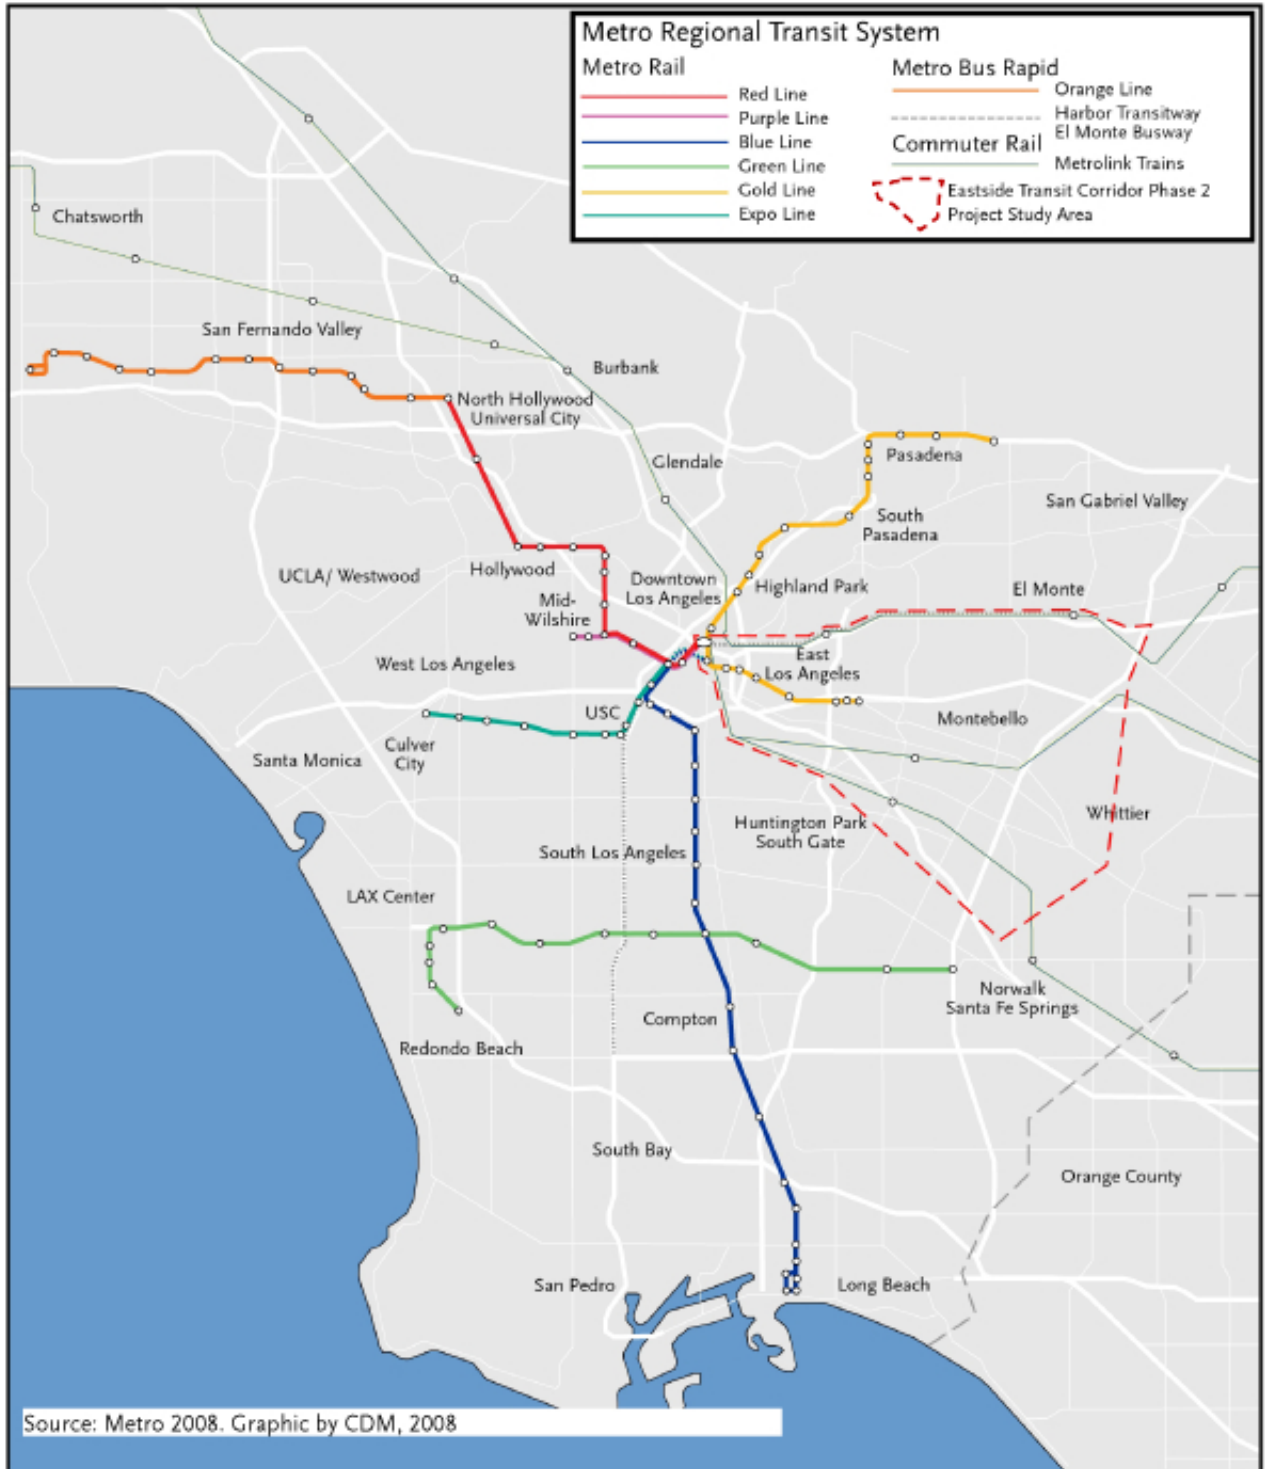 Metro Regional Transit System
Metro Rail
Red Line
Purple Line
Blue Line
Green Line
Gold Line
Expo Line
Metro Bus Rapid
Orange Line
Harbor Transitway
El Monte Busway
Commuter Rail
Metrolink Trains
Eastside Transit Corridor Phase 2
Project Study Area
Chatsworth
San Fernando Valley
Burbank
North Hollywood
Universal City
Glendale
Pasadena
San Gabriel Valley
South
Pasadena
UCLA/ Westwood
Hollywood
Downtown
Los Angeles
Highland Park
El Monte
Mid-
Wilshire
West Los Angeles
East
Los Angeles
USC
Montebello
Santa Monica
Culver
City
Whittier
Huntington Park
South Gate
South Los Angeles
LAX Center
Norwalk
Santa Fe Springs
Compton
Redondo Beach
South Bay
Orange County
San Pedro
Long Beach
Source: Metro 2008. Graphic by CDM, 2008